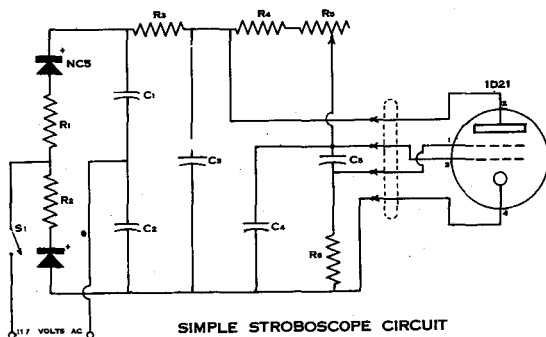 R3
R4
R5
+
NC5
1D21
C1
R1
2
1
3
C3
C5
R2
S1
C2
C4
+
R6
4
117 VOLTS AC
SIMPLE STROBOSCOPE CIRCUIT